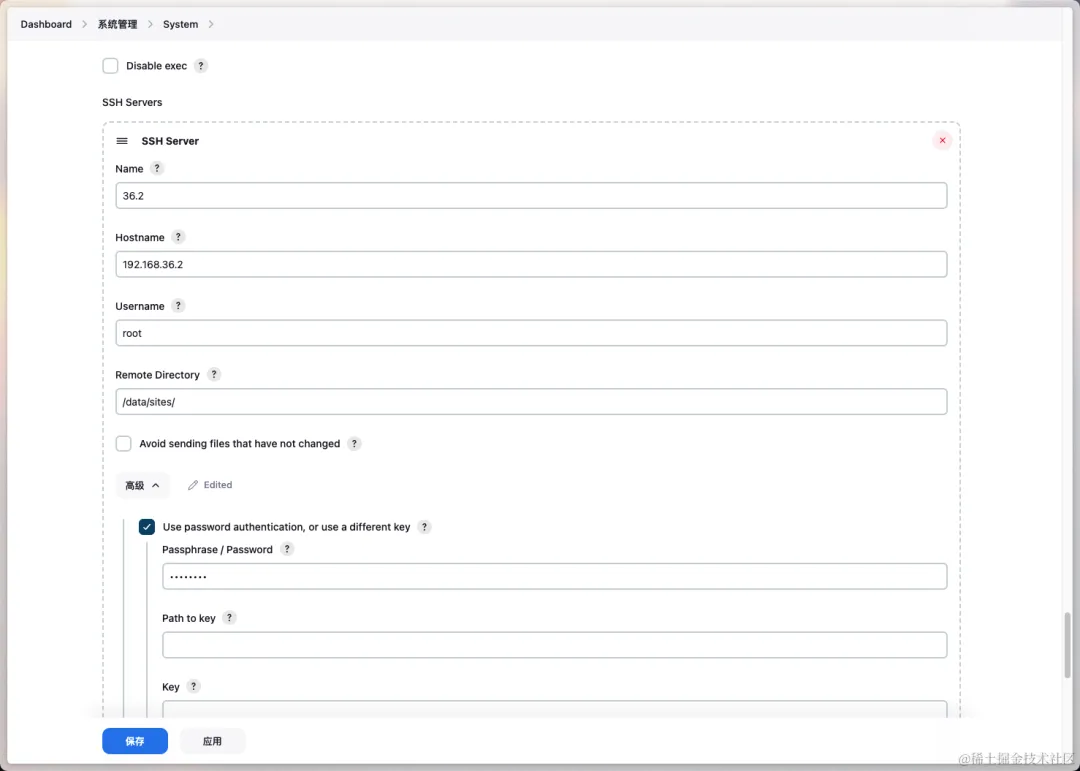 Dashboard > 系统管理 > System >
Disable exec ?
SSH Servers
SSH Server
Name ?
36.2
Hostname ?
192.168.36.2
Username ?
root
Remote Directory ?
/data/sites/
Avoid sending files that have not changed ?
高级 Edited
Use password authentication, or use a different key ?
Passphrase / Password ?
••••••••
Path to key ?
Key ?
保存 应用
@稀土掘金技术社区